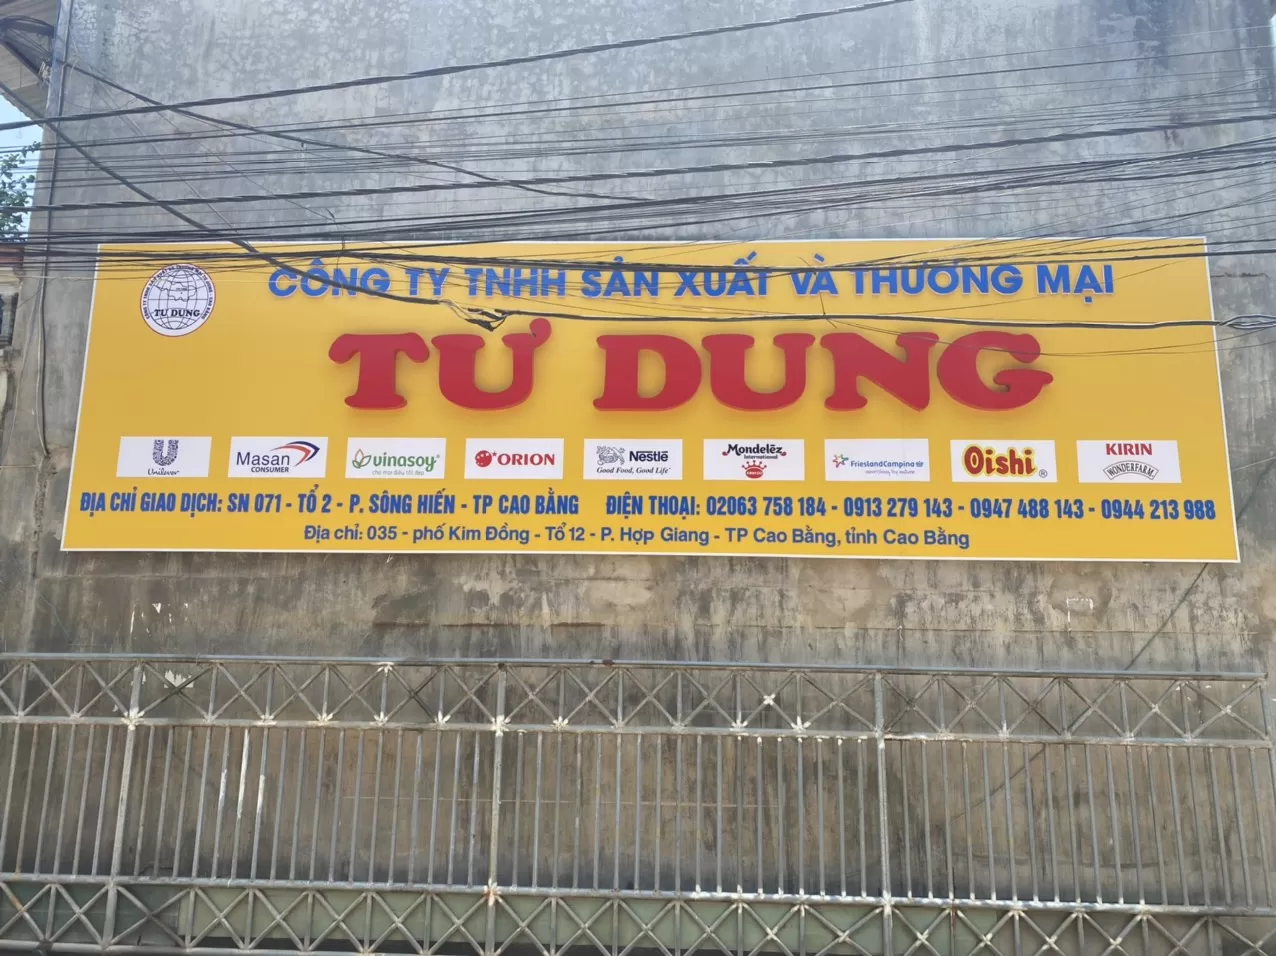 CÔNG TY TNHH SẢN XUẤT VÀ THƯƠNG MẠI
TƯ DUNG
TƯ DUNG
Unilever
Masan
CONSUMER
vinasoy
ORION
Nestlē
Good Food, Good Life
Mondelēz
International
FrieslandCampina
Oishi
KIRIN
WONDERFARM
ĐỊA CHỈ GIAO DỊCH: SN 071 - TỔ 2 - P. SÔNG HIẾN - TP CAO BẰNG ĐIỆN THOẠI: 02063 758 184 - 0913 279 143 - 0947 488 143 - 0944 213 988
Địa chỉ: 035 - phố Kim Đồng - Tổ 12 - P. Hợp Giang - TP Cao Bằng, tỉnh Cao Bằng